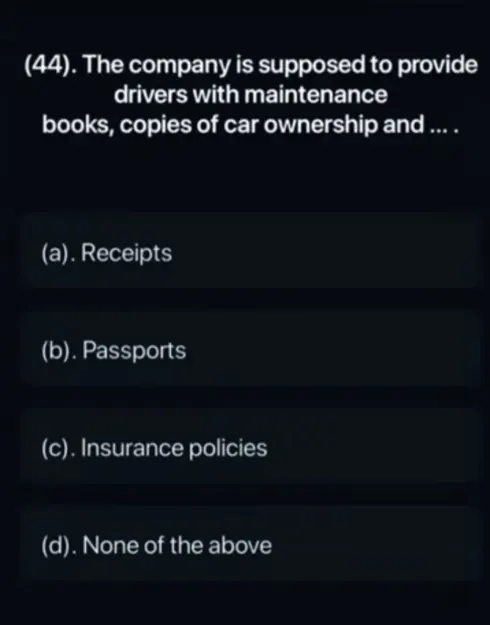 (44). The company is supposed to provide
drivers with maintenance
books, copies of car ownership and ... .
(a). Receipts
(b). Passports
(c). Insurance policies
(d). None of the above